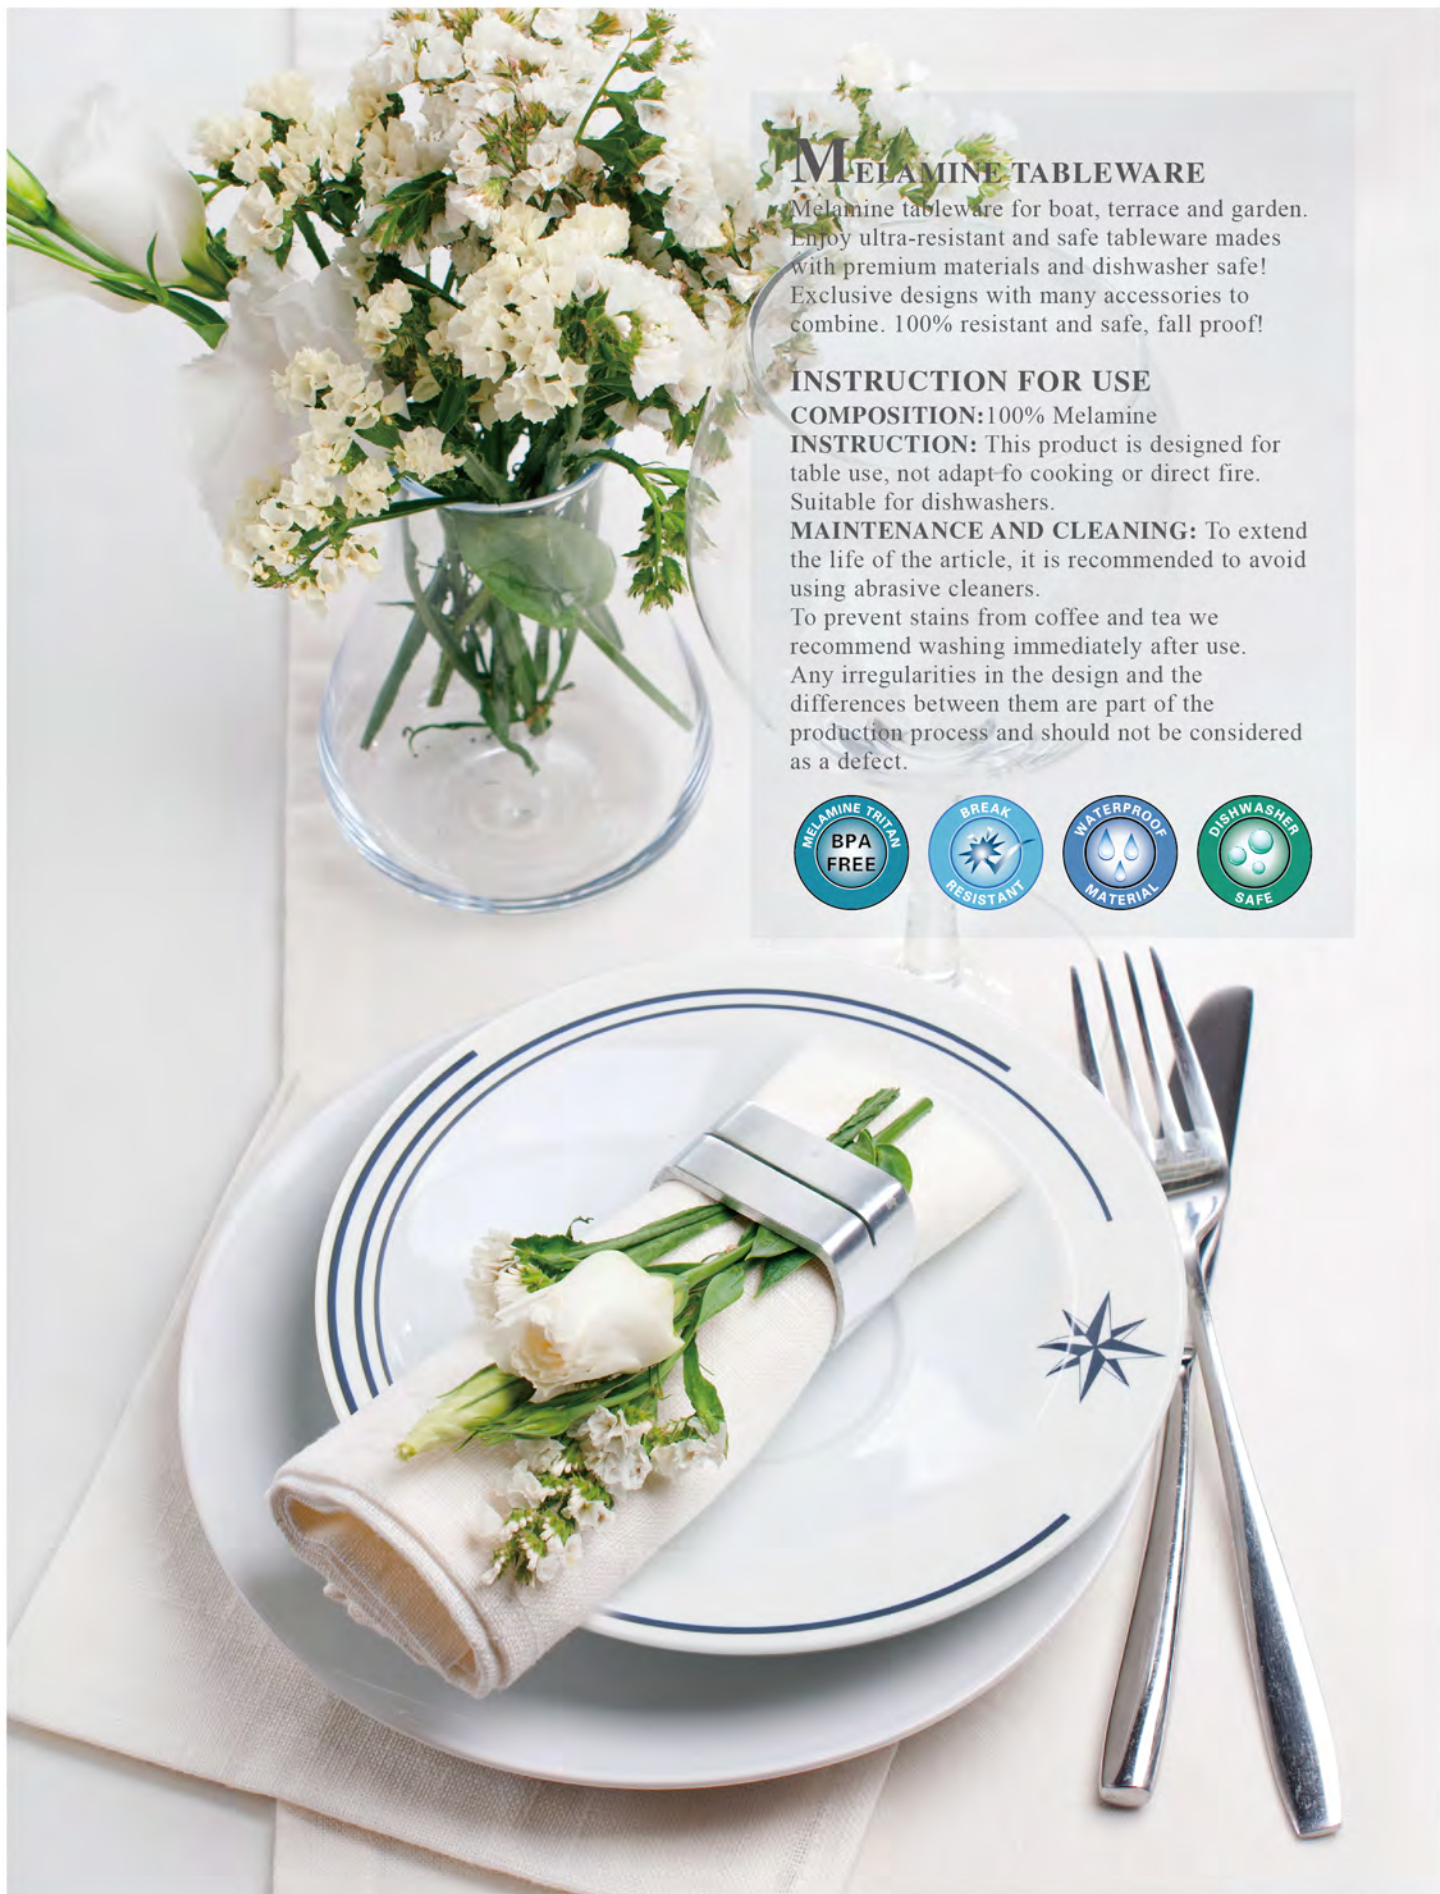 MELAMINE TABLEWARE
Melamine tableware for boat, terrace and garden.
Enjoy ultra-resistant and safe tableware mades
with premium materials and dishwasher safe!
Exclusive designs with many accessories to
combine. 100% resistant and safe, fall proof!
INSTRUCTION FOR USE
COMPOSITION:100% Melamine
INSTRUCTION: This product is designed for
table use, not adapt fo cooking or direct fire.
Suitable for dishwashers.
MAINTENANCE AND CLEANING: To extend
the life of the article, it is recommended to avoid
using abrasive cleaners.
To prevent stains from coffee and tea we
recommend washing immediately after use.
Any irregularities in the design and the
differences between them are part of the
production process and should not be considered
as a defect.
MELAMINE TRITAN
BPA
FREE
BREAK
RESISTANT
WATERPROOF
MATERIAL
DISHWASHER
SAFE